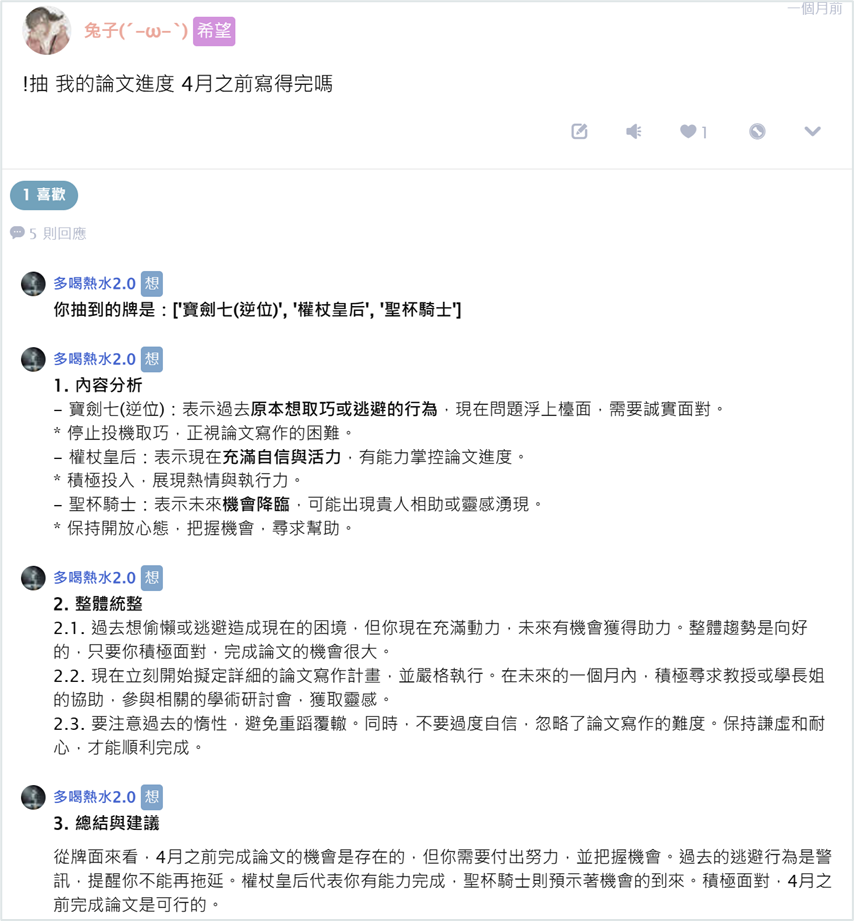 一個月前
兔子(´−ω−`) 希望
!抽 我的論文進度 4月之前寫得完嗎
1
1 喜歡
5 則回應
多喝熱水2.0 想
你抽到的牌是：['寶劍七(逆位)', '權杖皇后', '聖杯騎士']
多喝熱水2.0 想
1. 內容分析
– 寶劍七(逆位)：表示過去原本想取巧或逃避的行為，現在問題浮上檯面，需要誠實面對。
* 停止投機取巧，正視論文寫作的困難。
– 權杖皇后：表示現在充滿自信與活力，有能力掌控論文進度。
* 積極投入，展現熱情與執行力。
– 聖杯騎士：表示未來機會降臨，可能出現貴人相助或靈感湧現。
* 保持開放心態，把握機會，尋求幫助。
多喝熱水2.0 想
2. 整體統整
2.1. 過去想偷懶或逃避造成現在的困境，但你現在充滿動力，未來有機會獲得助力。整體趨勢是向好
的，只要你積極面對，完成論文的機會很大。
2.2. 現在立刻開始擬定詳細的論文寫作計畫，並嚴格執行。在未來的一個月內，積極尋求教授或學長姐
的協助，參與相關的學術研討會，獲取靈感。
2.3. 要注意過去的惰性，避免重蹈覆轍。同時，不要過度自信，忽略了論文寫作的難度。保持謙虛和耐
心，才能順利完成。
多喝熱水2.0 想
3. 總結與建議
從牌面來看，4月之前完成論文的機會是存在的，但你需要付出努力，並把握機會。過去的逃避行為是警
訊，提醒你不能再拖延。權杖皇后代表你有能力完成，聖杯騎士則預示著機會的到來。積極面對，4月之
前完成論文是可行的。